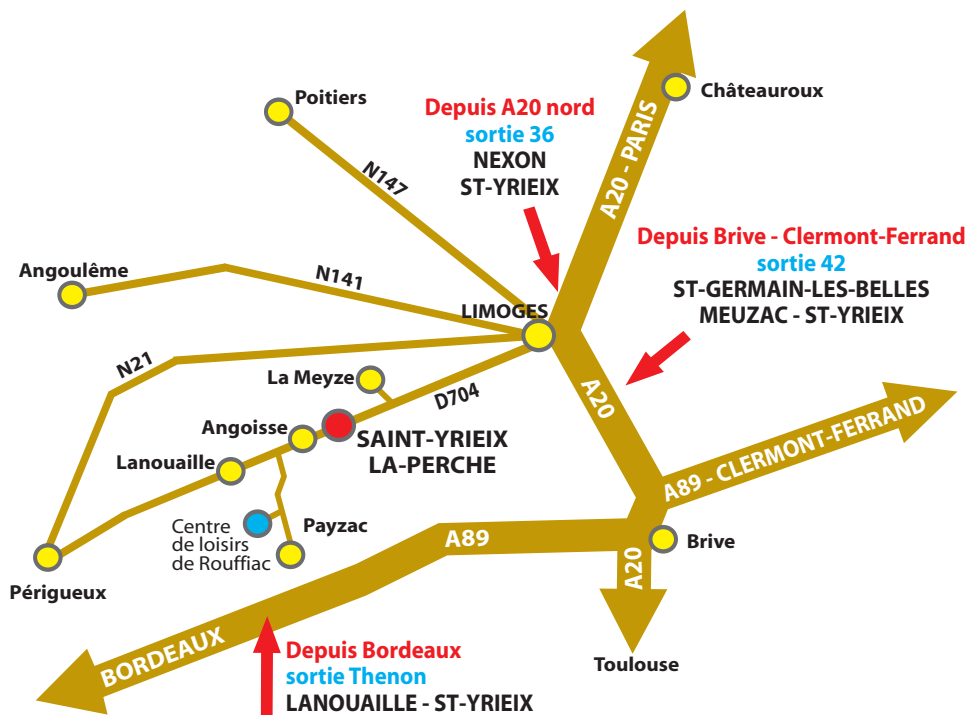 Châteauroux
Poitiers
Depuis A20 nord
sortie 36
NEXON
ST-YRIEIX
A20 - PARIS
N147
Depuis Brive - Clermont-Ferrand
sortie 42
ST-GERMAIN-LES-BELLES
MEUZAC - ST-YRIEIX
Angoulême
N141
LIMOGES
N21
La Meyze
D704
A20
Angoisse
SAINT-YRIEIX
LA-PERCHE
Lanouaille
A89 - CLERMONT-FERRAND
Centre
de loisirs
de Rouffiac
Payzac
A89
Brive
A20
Périgueux
BORDEAUX
Depuis Bordeaux
sortie Thenon
LANOUAILLE - ST-YRIEIX
Toulouse